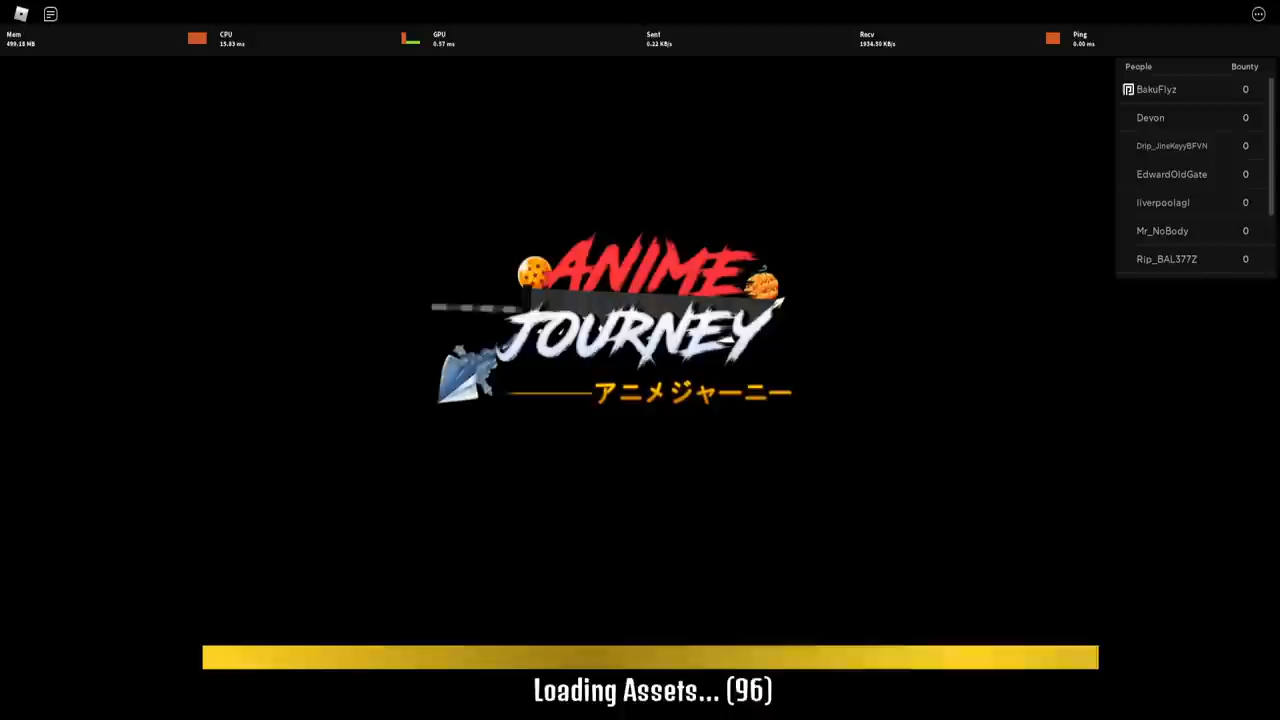 Mem
499.18 MB
CPU
15.83 ms
GPU
0.57 ms
Sent
0.22 KB/s
Recv
1934.50 KB/s
Ping
0.00 ms
People Bounty
BakuFlyz 0
Devon 0
Drip_JineKeyyBFVN 0
EdwardOldGate 0
liverpoolagl 0
Mr_NoBody 0
Rip_BAL377Z 0
ANIME
JOURNEY
アニメジャーニー
Loading Assets... (96)